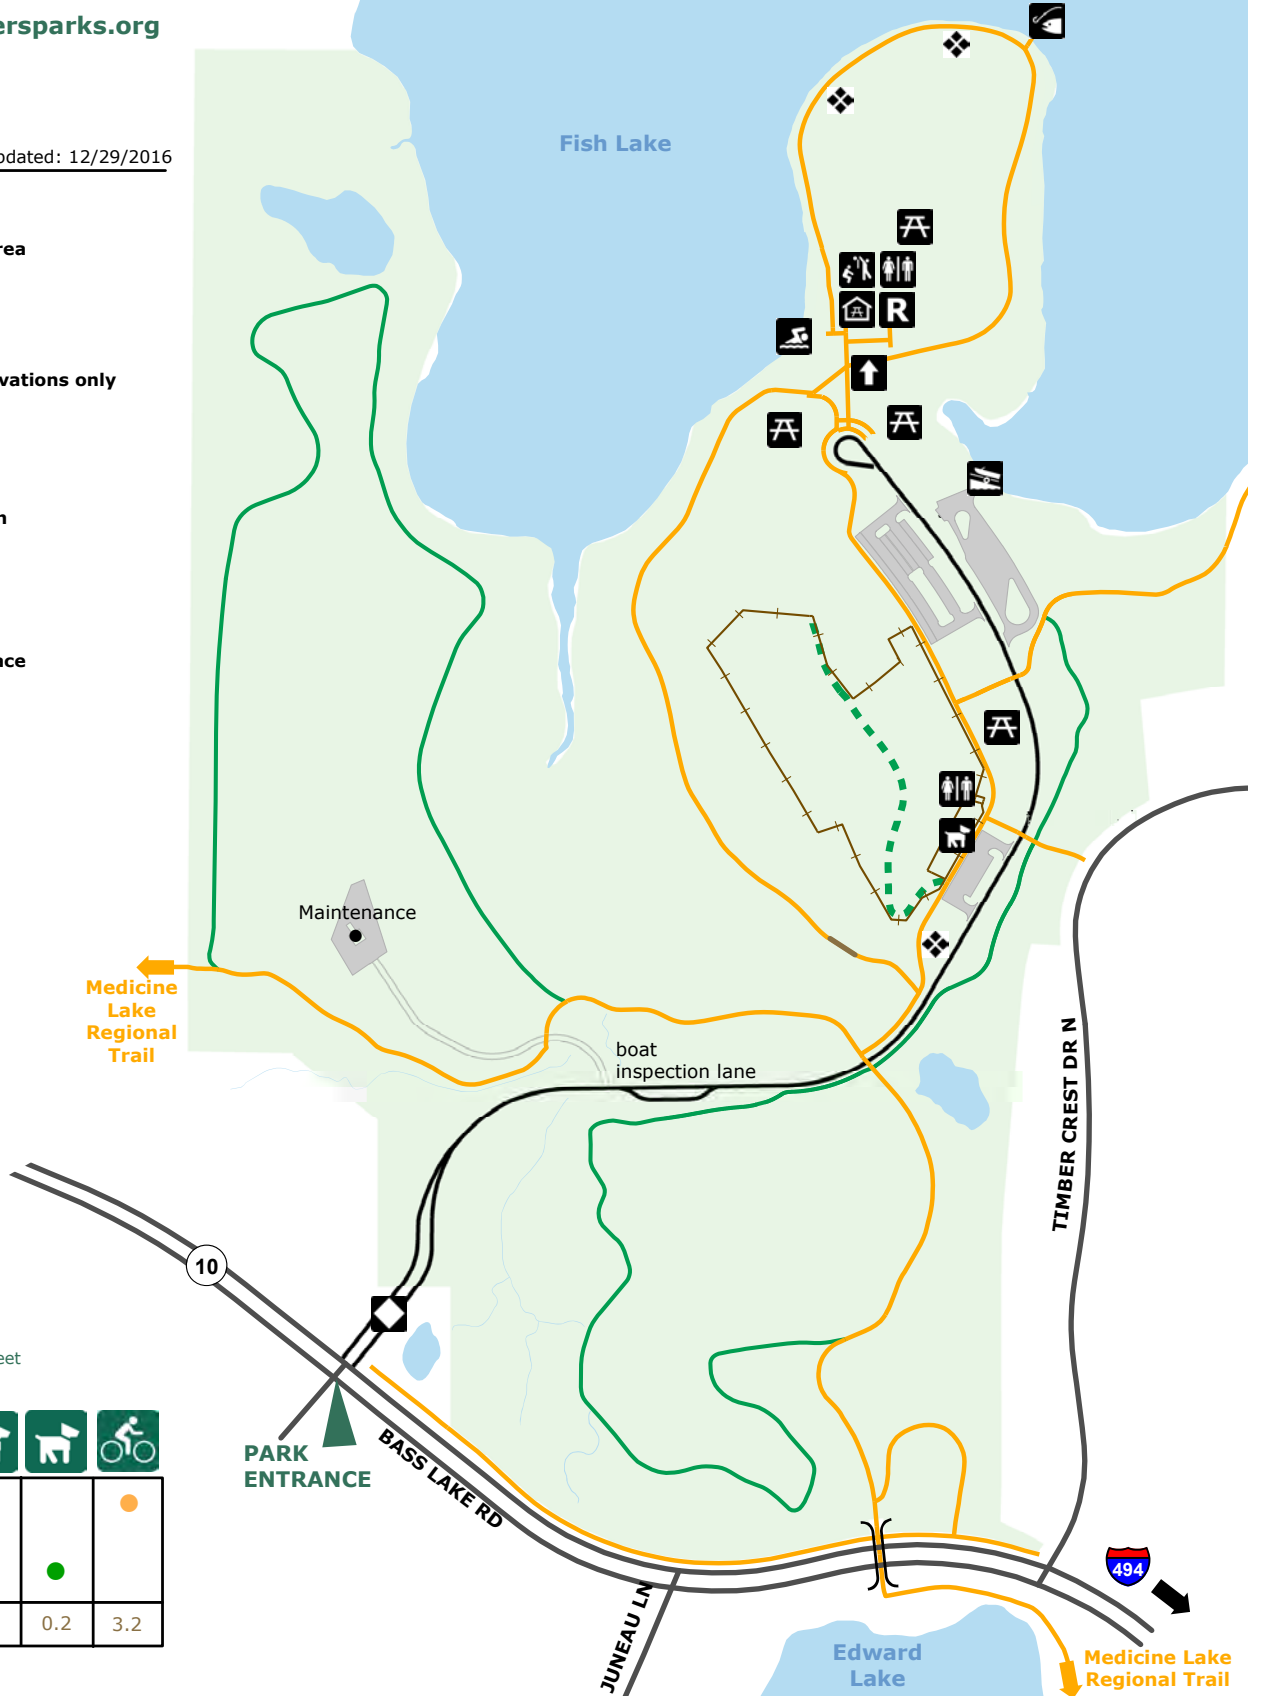 ersparks.org
pdated: 12/29/2016
rea
vations only
n
nce
Fish Lake
R
Maintenance
Medicine
Lake
Regional
Trail
boat
inspection lane
TIMBER CREST DR N
10
PARK
ENTRANCE
BASS LAKE RD
JUNEAU LN
eet
0.2
3.2
494
Edward
Lake
Medicine Lake
Regional Trail